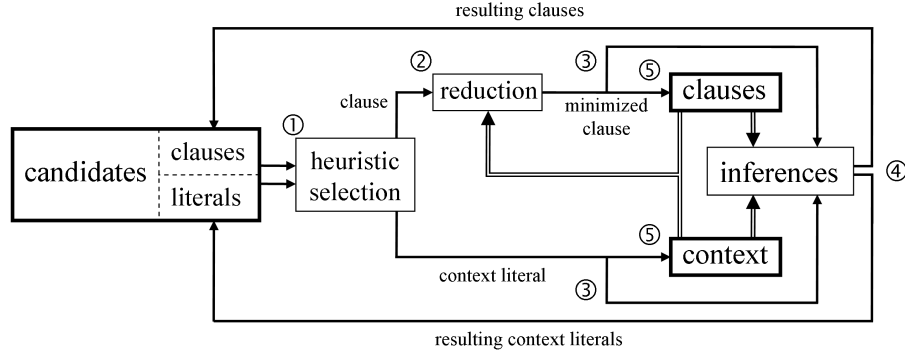 resulting clauses
②
③
⑤
clause
reduction
clauses
minimized
clause
①
candidates
clauses
literals
heuristic
selection
inferences
④
⑤
context
context literal
③
resulting context literals